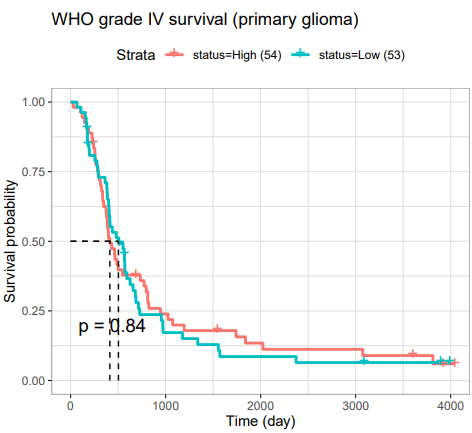 WHO grade IV survival (primary glioma)
Strata status=High (54) status=Low (53)
1.00
0.75
0.50
0.25
0.00
Survival probability
p = 0.84
0 1000 2000 3000 4000
Time (day)